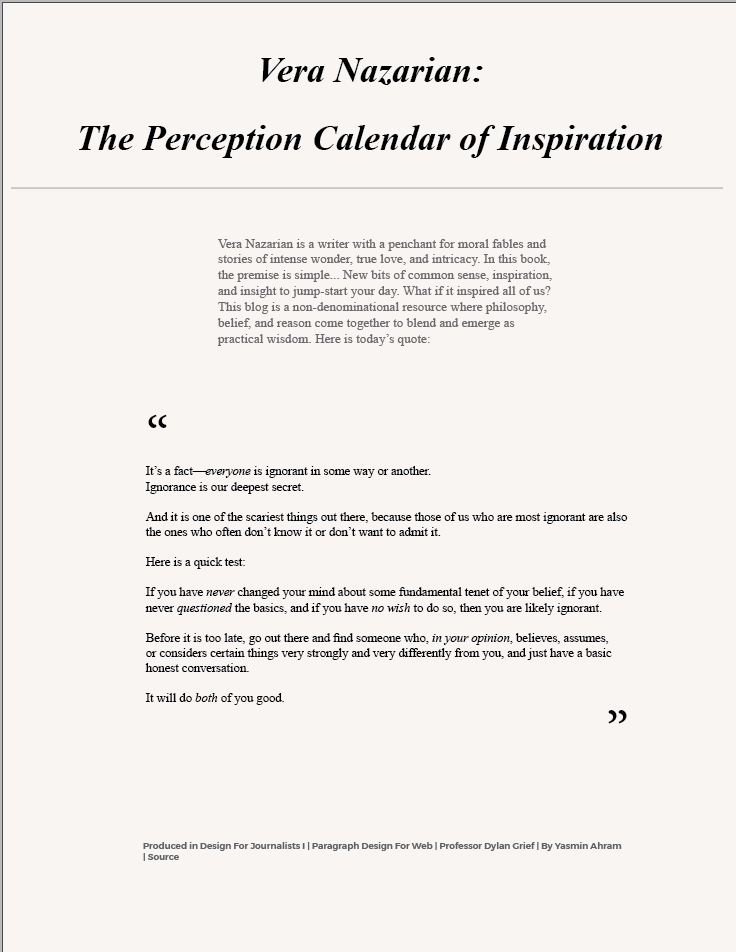 Vera Nazarian:
The Perception Calendar of Inspiration
Vera Nazarian is a writer with a penchant for moral fables and
stories of intense wonder, true love, and intricacy. In this book,
the premise is simple... New bits of common sense, inspiration,
and insight to jump-start your day. What if it inspired all of us?
This blog is a non-denominational resource where philosophy,
belief, and reason come together to blend and emerge as
practical wisdom. Here is today’s quote:
“
It’s a fact—everyone is ignorant in some way or another.
Ignorance is our deepest secret.
And it is one of the scariest things out there, because those of us who are most ignorant are also
the ones who often don’t know it or don’t want to admit it.
Here is a quick test:
If you have never changed your mind about some fundamental tenet of your belief, if you have
never questioned the basics, and if you have no wish to do so, then you are likely ignorant.
Before it is too late, go out there and find someone who, in your opinion, believes, assumes,
or considers certain things very strongly and very differently from you, and just have a basic
honest conversation.
It will do both of you good.
”
Produced in Design For Journalists I | Paragraph Design For Web | Professor Dylan Grief | By Yasmin Ahram
| Source